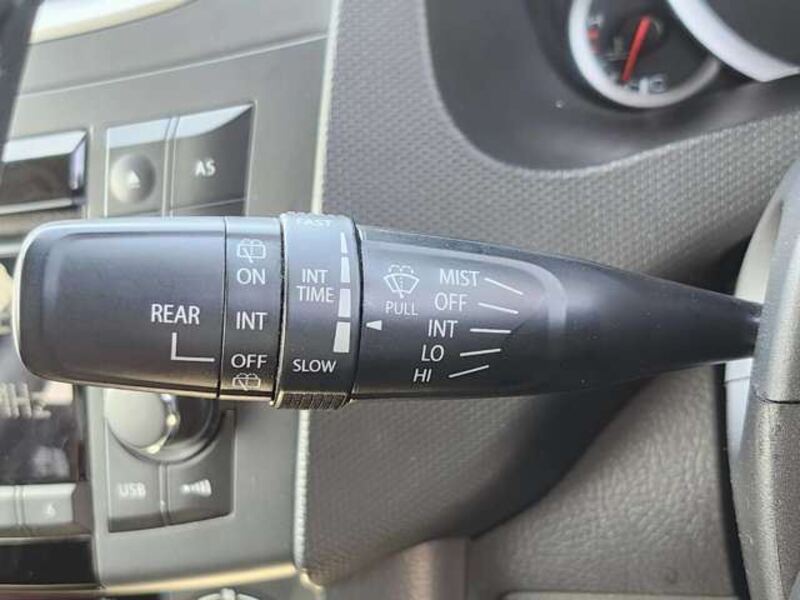 AS
FAST
ON
INT
TIME
REAR
INT
OFF
SLOW
PULL
MIST
OFF
INT
LO
HI
USB